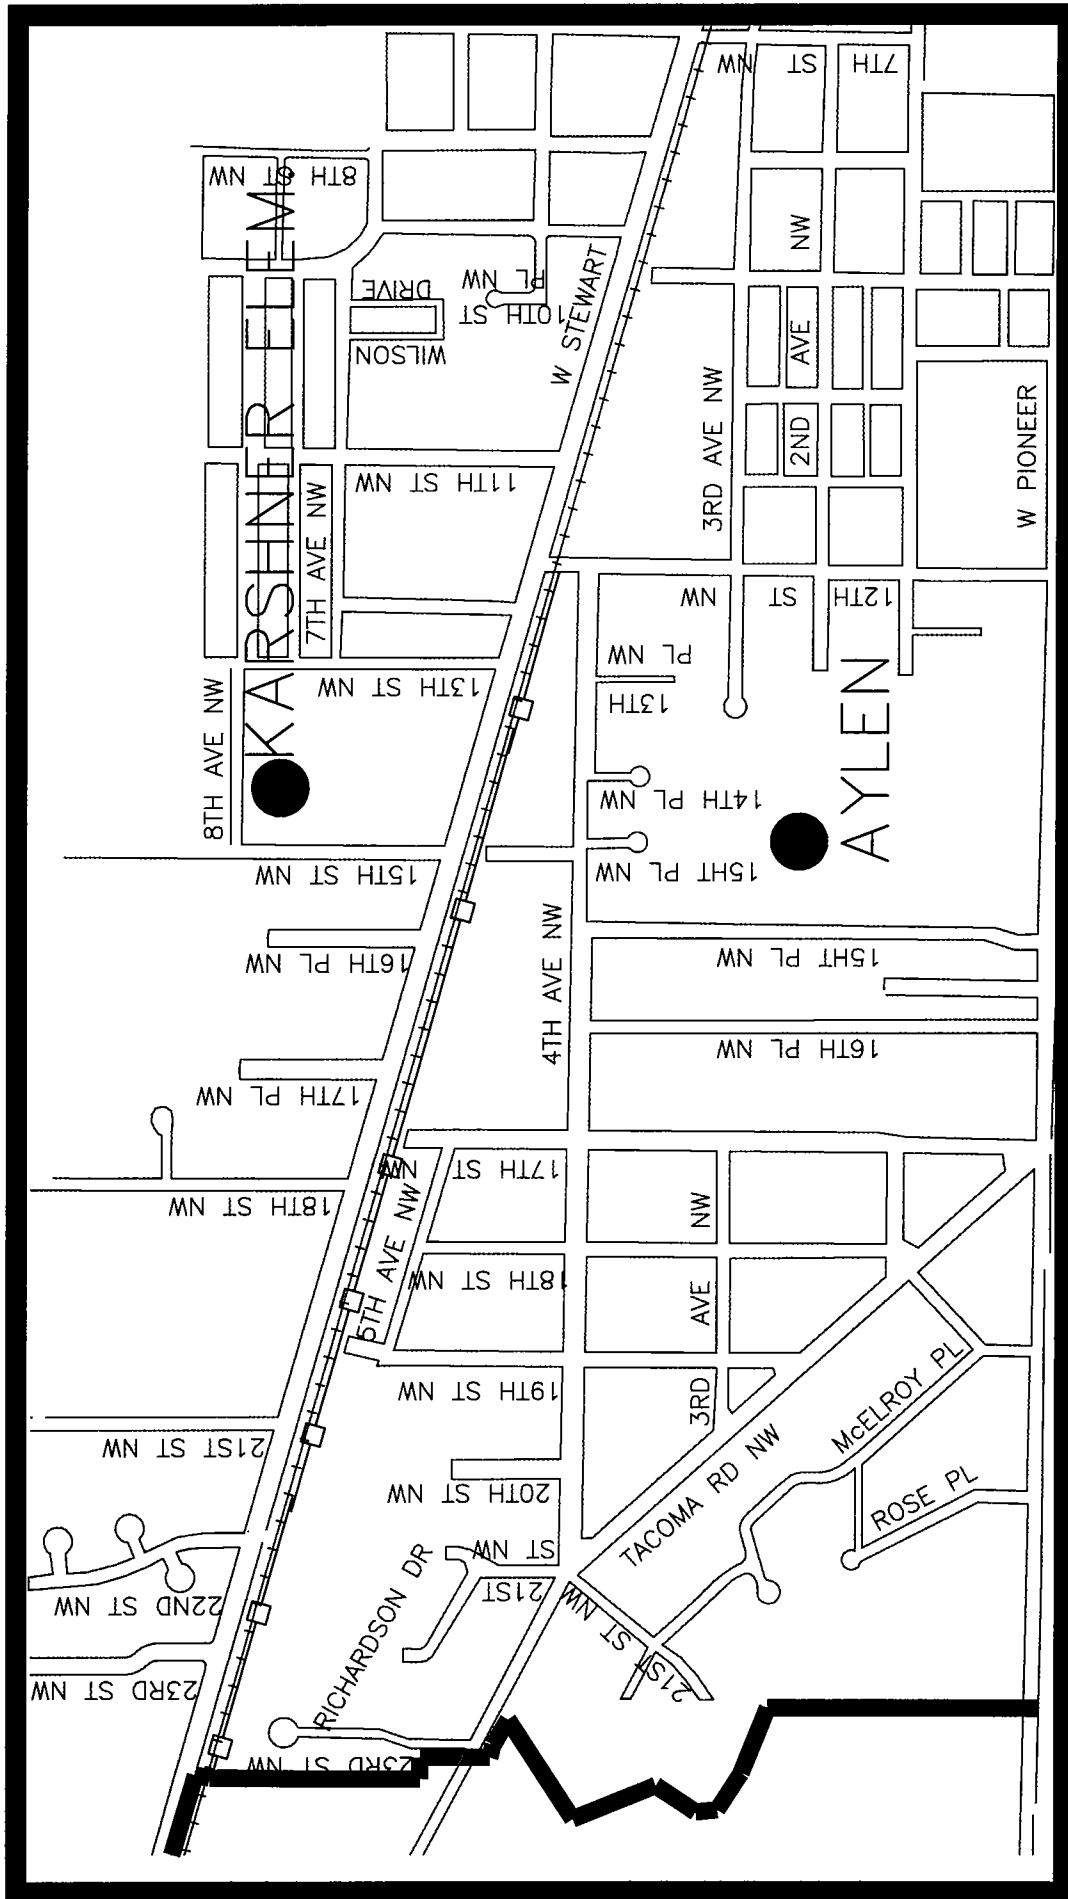 7TH ST NW
8TH ST NW
KARSHNER ELEM.
10TH ST
PL NW
WILSON
DRIVE
W STEWART
NW
AVE
2ND
3RD AVE NW
W PIONEER
11TH ST NW
7TH AVE NW
12TH ST NW
13TH
PL NW
13TH ST NW
8TH AVE NW
AYLEN
14TH PL NW
15HT PL NW
15TH ST NW
16TH PL NW
4TH AVE NW
15HT PL NW
16TH PL NW
17TH PL NW
17TH ST NW
18TH ST NW
5TH AVE NW
18TH ST NW
NW
AVE
3RD
19TH ST NW
McELROY PL
TACOMA RD NW
21ST ST NW
20TH ST NW
ROSE PL
RICHARDSON DR
21ST
ST NW
22ND ST NW
21ST ST NW
23RD ST NW
23RD ST NW